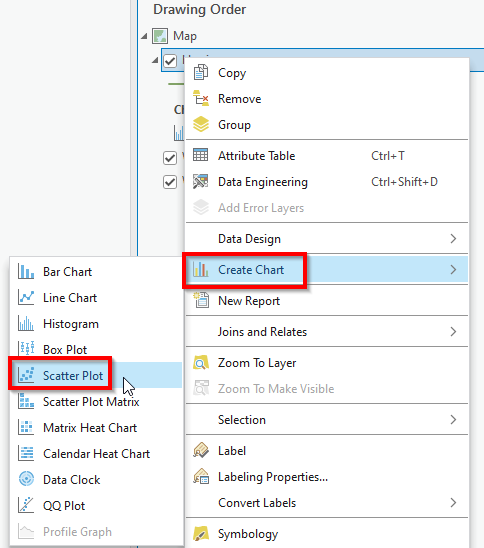 Drawing Order
Map
Copy
Remove
Group
Attribute Table Ctrl+T
Data Engineering Ctrl+Shift+D
Add Error Layers
Data Design
Create Chart
New Report
Joins and Relates
Zoom To Layer
Zoom To Make Visible
Selection
Label
Labeling Properties...
Convert Labels
Symbology
Bar Chart
Line Chart
Histogram
Box Plot
Scatter Plot
Scatter Plot Matrix
Matrix Heat Chart
Calendar Heat Chart
Data Clock
QQ Plot
Profile Graph